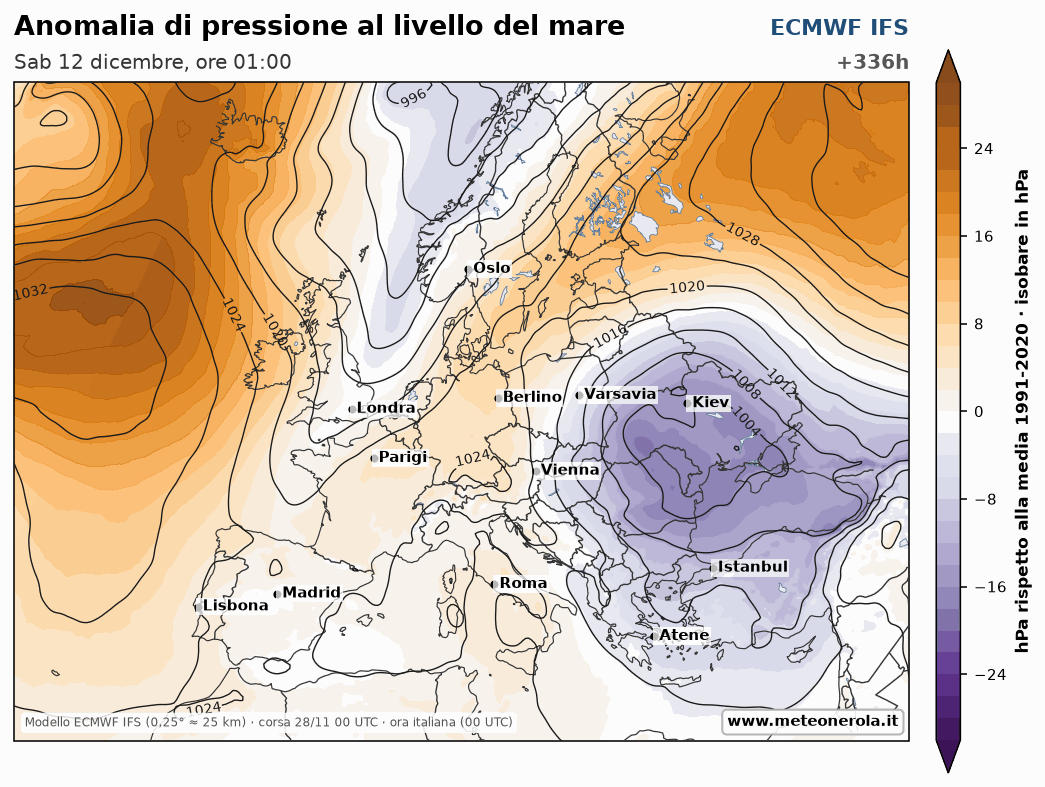 Anomalia di pressione al livello del mare
ECMWF IFS
Sab 12 dicembre, ore 01:00
+336h
996
1032
1028
1024
1020
1020
1016
1012
1008
1004
1024
1024
Oslo
Londra
Berlino
Varsavia
Kiev
Parigi
Vienna
Madrid
Lisbona
Roma
Istanbul
Atene
24
16
8
0
−8
−16
−24
hPa rispetto alla media 1991-2020 · isobare in hPa
Modello ECMWF IFS (0,25° ≈ 25 km) · corsa 28/11 00 UTC · ora italiana (00 UTC)
www.meteonerola.it